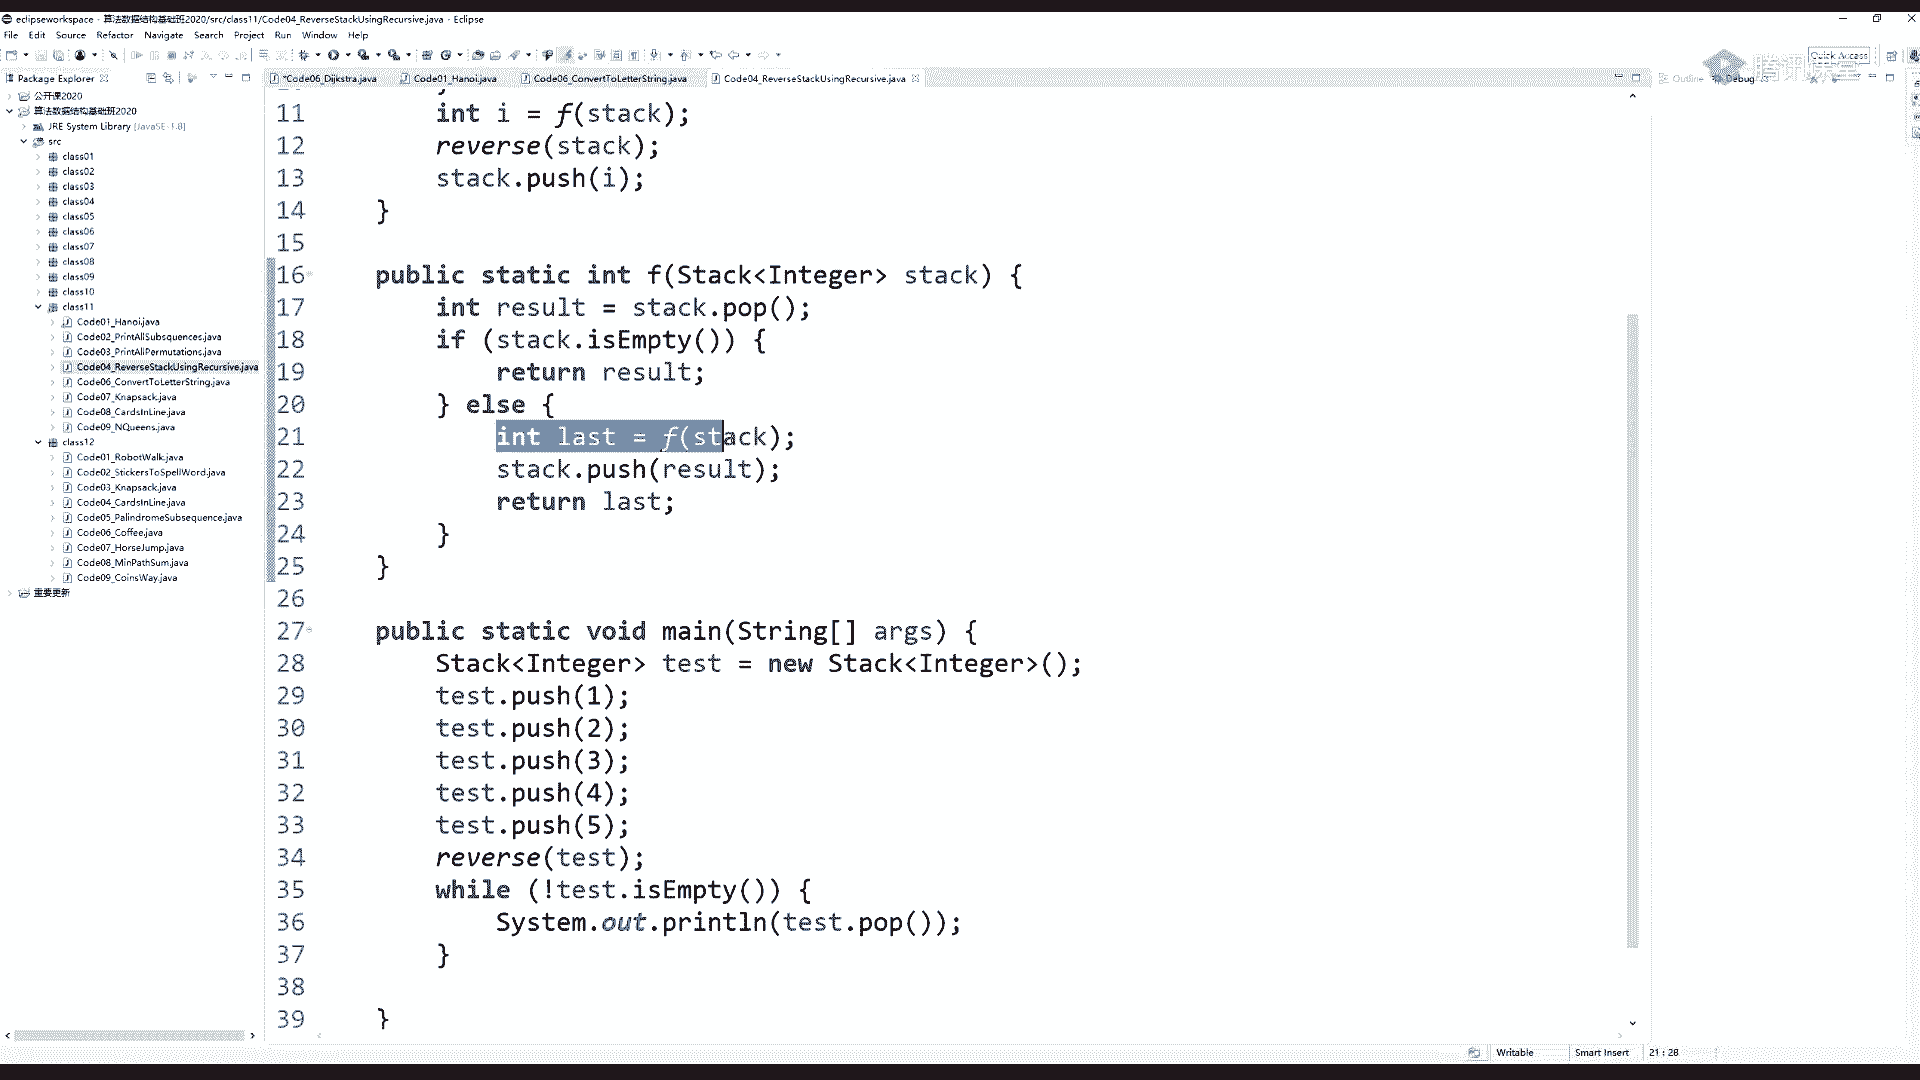 eclipseworkspace - 算法数据结构基础班2020/src/class11/Code04_ReverseStackUsingRecursive.java - Eclipse
File Edit Source Refactor Navigate Search Project Run Window Help
Quick Access
Package Explorer
*Code06_Dijkstra.java
Code01_Hanoi.java
Code06_ConvertToLetterString.java
Code04_ReverseStackUsingRecursive.java
Outline
Debug
公开课2020
算法数据结构基础班2020
JRE System Library [JavaSE-1.8]
src
class01
class02
class03
class04
class05
class06
class07
class08
class09
class10
class11
Code01_Hanoi.java
Code02_PrintAllSubsquences.java
Code03_PrintAllPermutations.java
Code04_ReverseStackUsingRecursive.java
Code06_ConvertToLetterString.java
Code07_Knapsack.java
Code08_CardsInLine.java
Code09_NQueens.java
class12
Code01_RobotWalk.java
Code02_StickersToSpellWord.java
Code03_Knapsack.java
Code04_CardsInLine.java
Code05_PalindromeSubsequence.java
Code06_Coffee.java
Code07_HorseJump.java
Code08_MinPathSum.java
Code09_CoinsWay.java
重要更新
11 int i = f(stack);
12 reverse(stack);
13 stack.push(i);
14 }
15
16 public static int f(Stack<Integer> stack) {
17 int result = stack.pop();
18 if (stack.isEmpty()) {
19 return result;
20 } else {
21 int last = f(stack);
22 stack.push(result);
23 return last;
24 }
25 }
26
27 public static void main(String[] args) {
28 Stack<Integer> test = new Stack<Integer>();
29 test.push(1);
30 test.push(2);
31 test.push(3);
32 test.push(4);
33 test.push(5);
34 reverse(test);
35 while (!test.isEmpty()) {
36 System.out.println(test.pop());
37 }
38
39 }
Writable Smart Insert 21 : 28